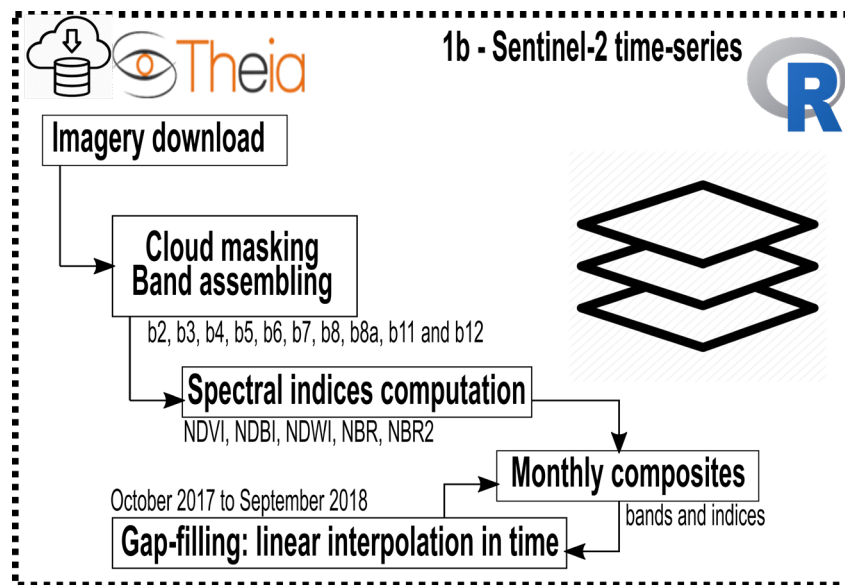 Theia
1b - Sentinel-2 time-series
R
Imagery download
Cloud masking
Band assembling
b2, b3, b4, b5, b6, b7, b8, b8a, b11 and b12
Spectral indices computation
NDVI, NDBI, NDWI, NBR, NBR2
Monthly composites
bands and indices
October 2017 to September 2018
Gap-filling: linear interpolation in time